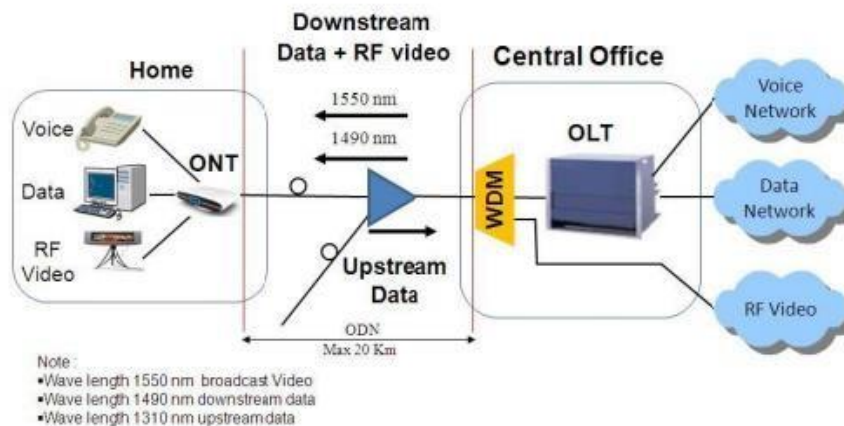 Downstream
Data + RF video
Home
Central Office
1550 nm
1490 nm
Voice
ONT
OLT
Voice
Network
Data
WDM
Data
Network
RF
Video
Upstream
Data
RF Video
ODN
Max 20 Km
Note :
▪Wave length 1550 nm broadcast Video
▪Wave length 1490 nm downstream data
▪Wave length 1310 nm upstream data